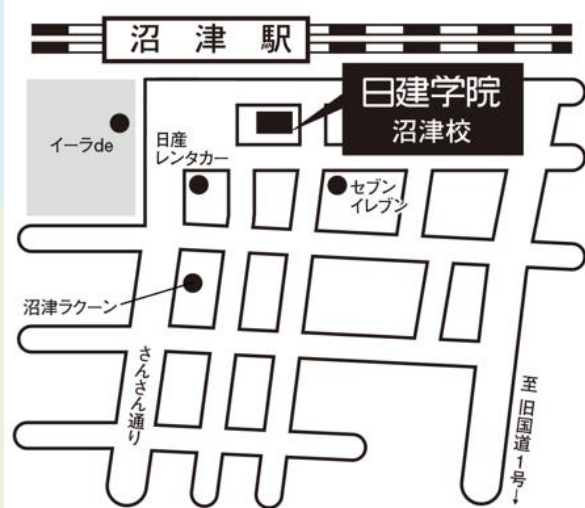 沼津駅
日建学院
沼津校
イーラde
日産
レンタカー
セブン
イレブン
沼津ラクーン
さんさん通り
至 旧国道1号→